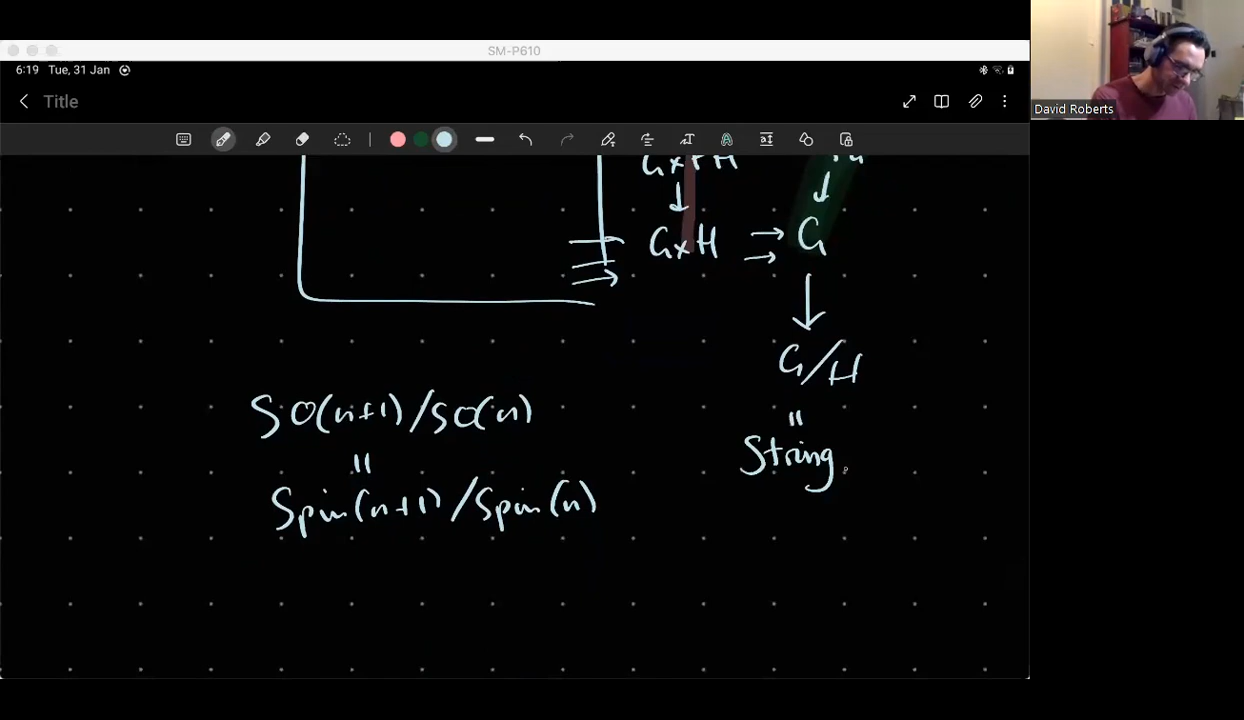 SM-P610
6:19 Tue, 31 Jan
Title
David Roberts
G×H ⇉ G
↓
G/H
SO(n+1)/SO(n)
=
Spin(n+1)/Spin(n)
=
String